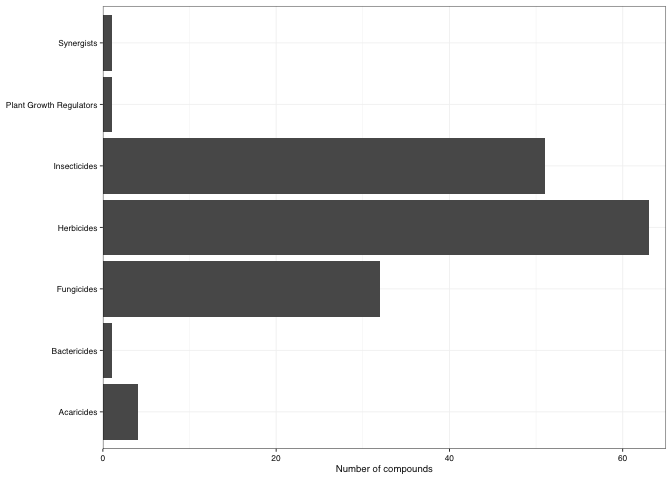 Synergists
Plant Growth Regulators
Insecticides
Herbicides
Fungicides
Bactericides
Acaricides
0 20 40 60
Number of compounds